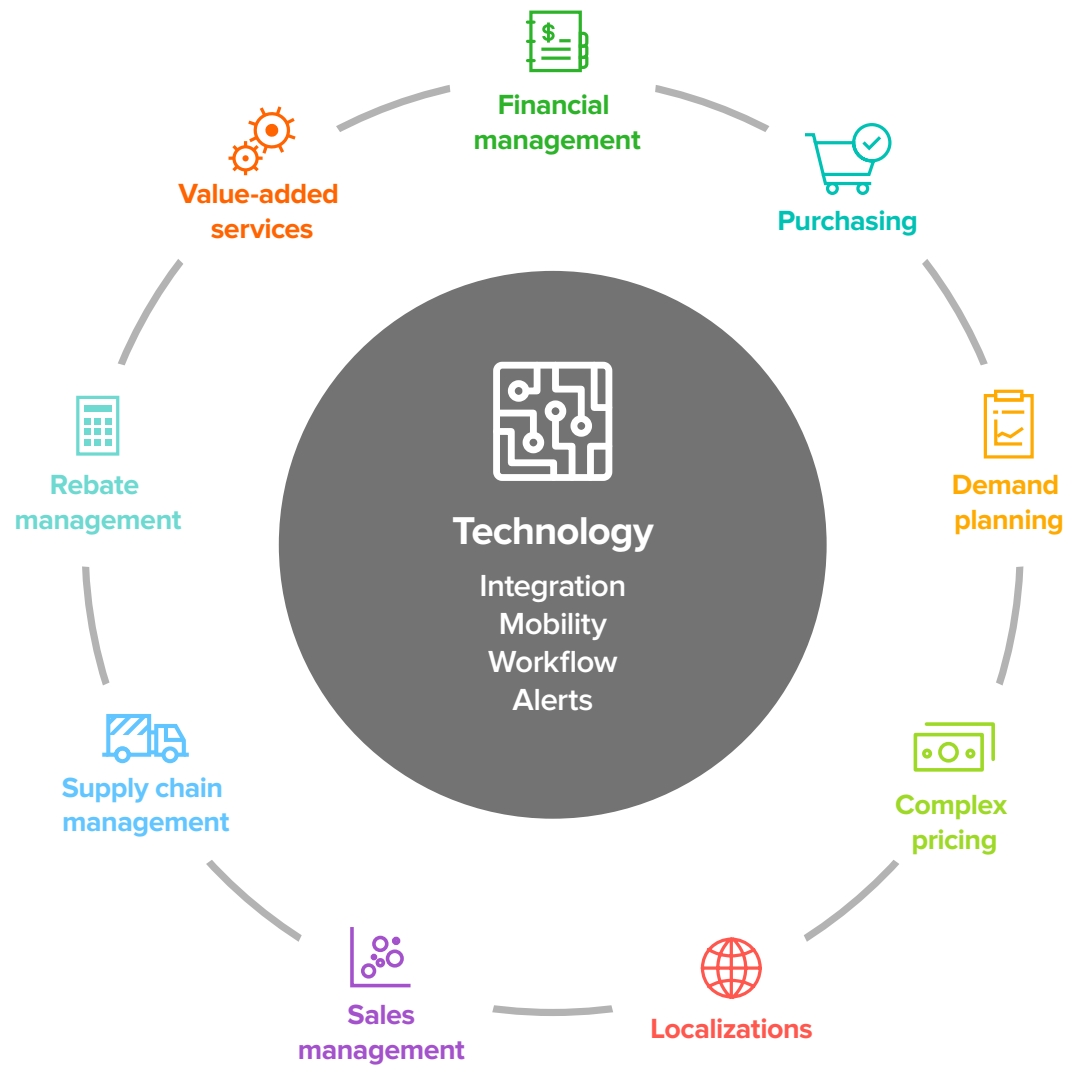 $
Financial
management
Purchasing
Demand
planning
Complex
pricing
Localizations
Sales
management
Supply chain
management
Rebate
management
Value-added
services
Technology
Integration
Mobility
Workflow
Alerts